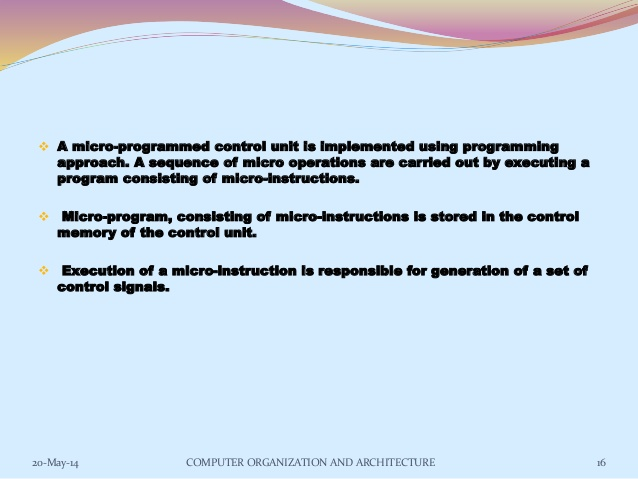 A micro-programmed control unit is implemented using programming
approach. A sequence of micro operations are carried out by executing a
program consisting of micro-instructions.
Micro-program, consisting of micro-instructions is stored in the control
memory of the control unit.
Execution of a micro-instruction is responsible for generation of a set of
control signals.
20-May-14 COMPUTER ORGANIZATION AND ARCHITECTURE 16